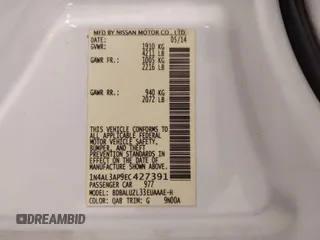 MFD BY NISSAN MOTOR CO., LTD.
DATE: 05/14
GVWR: 1910 KG
4211 LB
GAWR FR: 1005 KG
2216 LB
GAWR RR: 940 KG
2072 LB
THIS VEHICLE CONFORMS TO ALL
APPLICABLE FEDERAL MOTOR VEHICLE
SAFETY, BUMPER, AND THEFT
PREVENTION STANDARDS IN EFFECT ON
THE DATE OF MANUFACTURE SHOWN
ABOVE.
1N4AL3AP9EC427391
PASSENGER CAR 977
MODEL: BDBALUZL33EUAAAE-H
COLOR: QAB TRIM: G 9N00A
© DREAMBID
dreambid.com